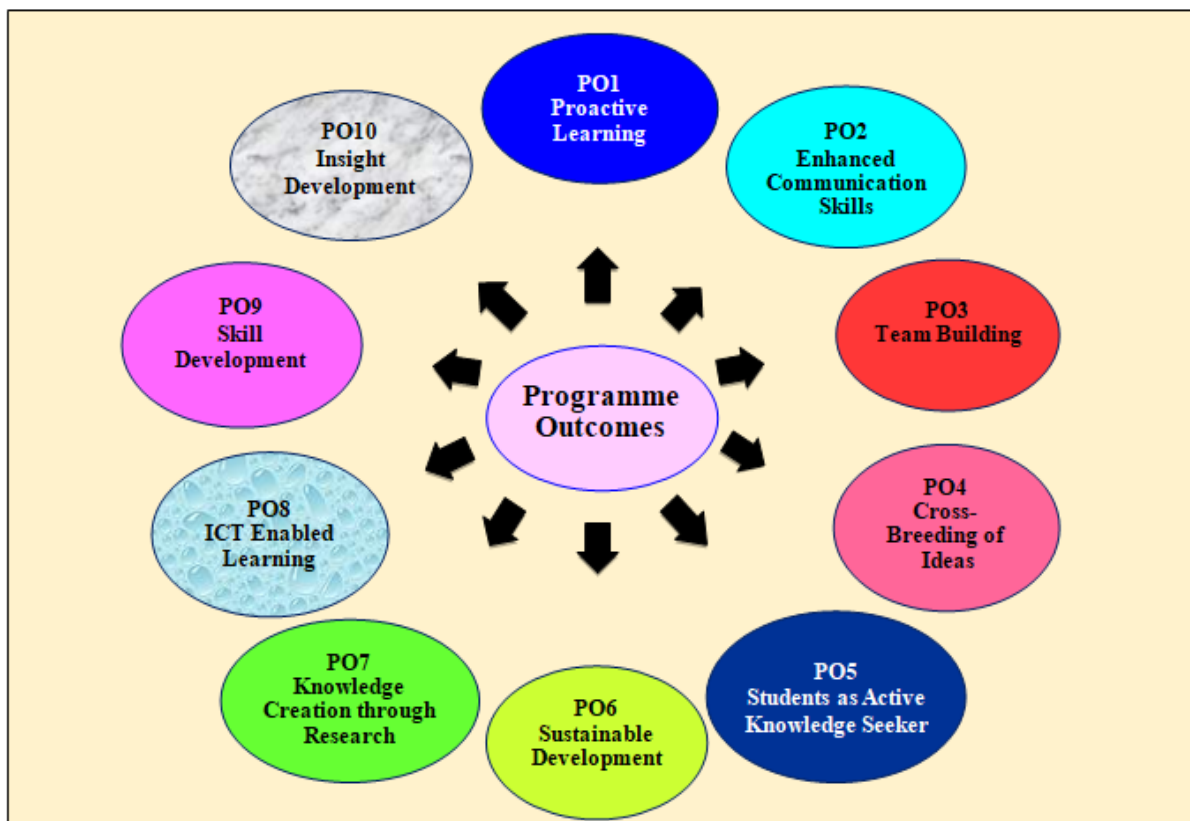 PO1
Proactive
Learning
PO2
Enhanced
Communication
Skills
PO3
Team Building
PO4
Cross-
Breeding of
Ideas
PO5
Students as Active
Knowledge Seeker
PO6
Sustainable
Development
PO7
Knowledge
Creation through
Research
PO8
ICT Enabled
Learning
PO9
Skill
Development
PO10
Insight
Development
Programme
Outcomes